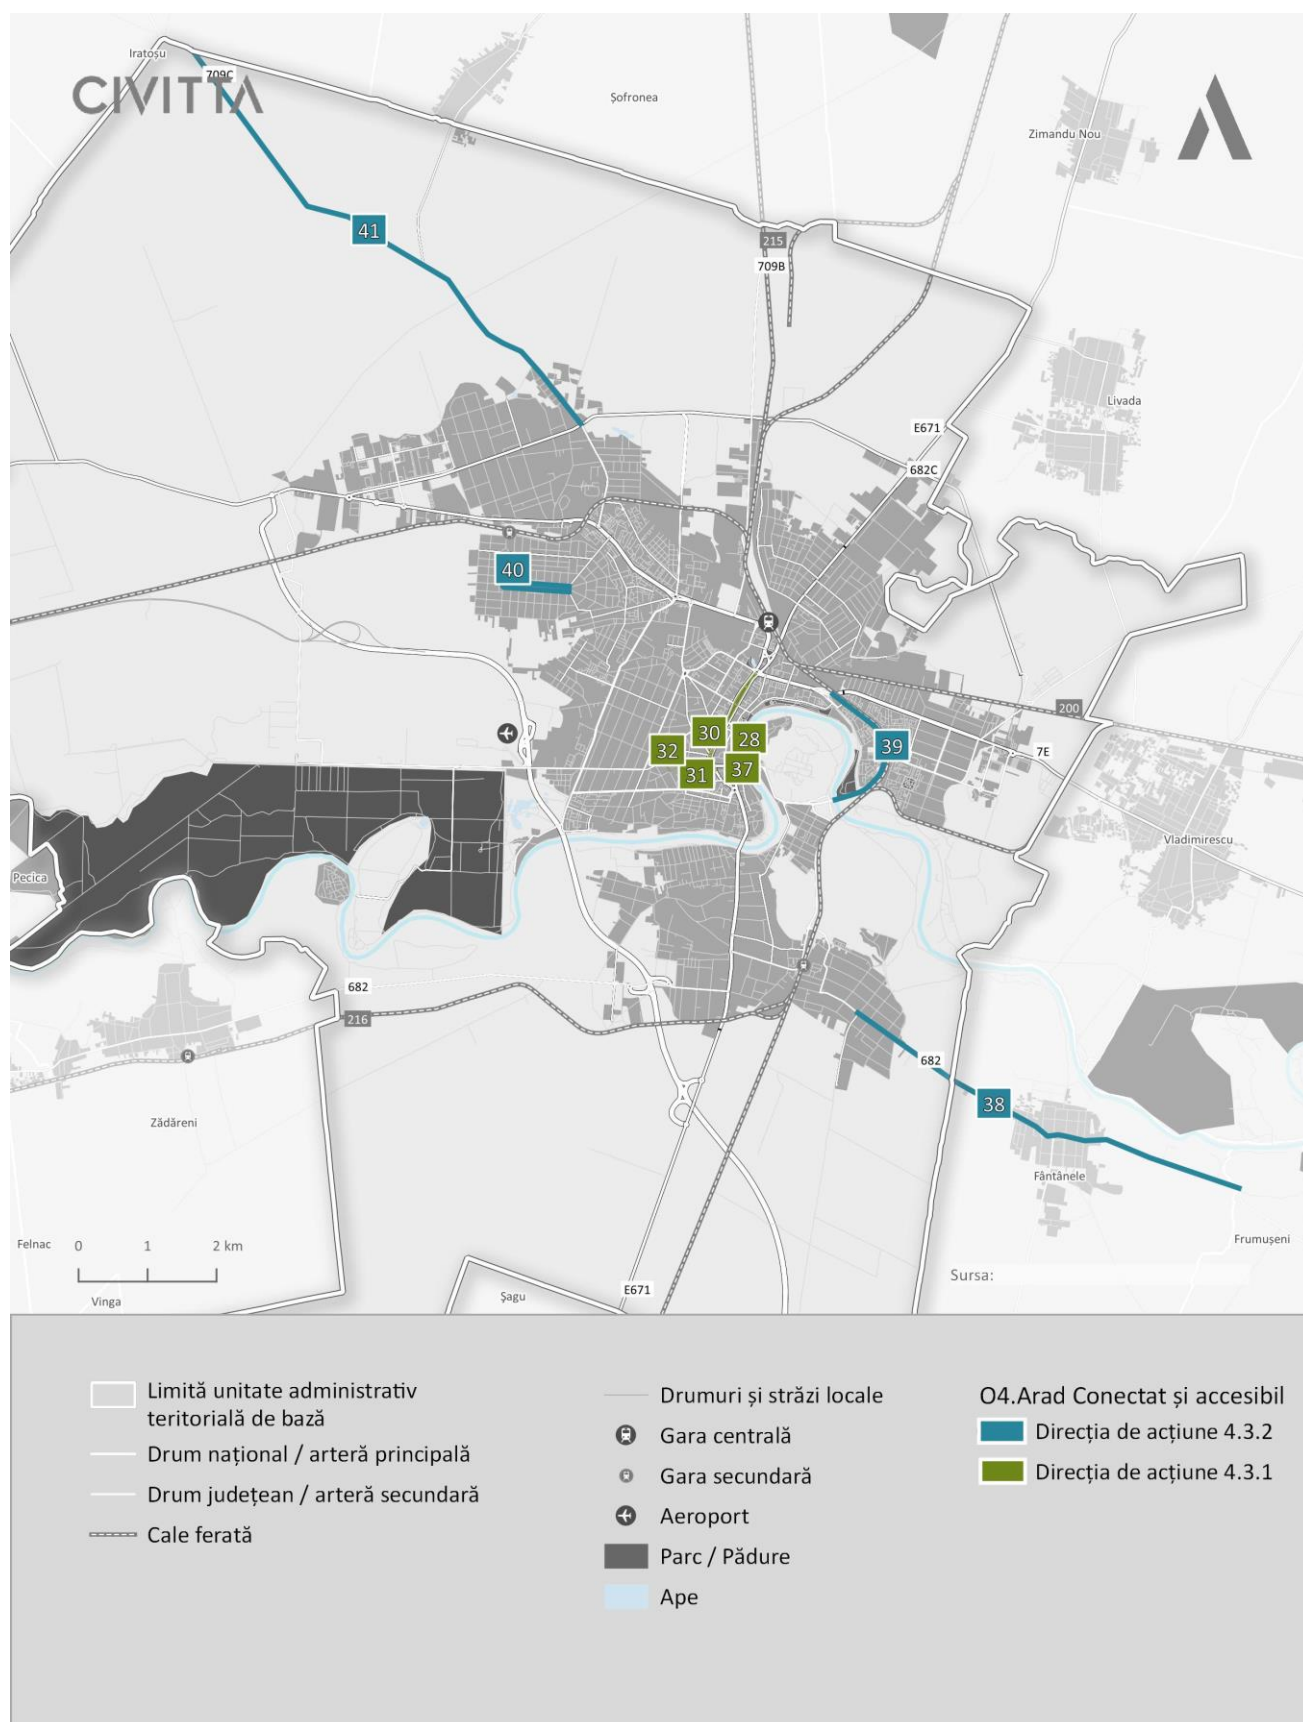 Iratoșu
709C
CIVITTA
Șofronea
Zimandu Nou
41
215
709B
Livada
E671
682C
40
200
30
28
39
32
7E
31
37
Vladimirescu
Pecica
682
216
682
38
Zădăreni
Fântânele
Felnac
0 1 2 km
Frumușeni
Sursa:
Vinga
Șagu
E671
Limită unitate administrativ
teritorială de bază
Drum național / arteră principală
Drum județean / arteră secundară
Cale ferată
Drumuri și străzi locale
Gara centrală
Gara secundară
Aeroport
Parc / Pădure
Ape
O4.Arad Conectat și accesibil
Direcția de acțiune 4.3.2
Direcția de acțiune 4.3.1